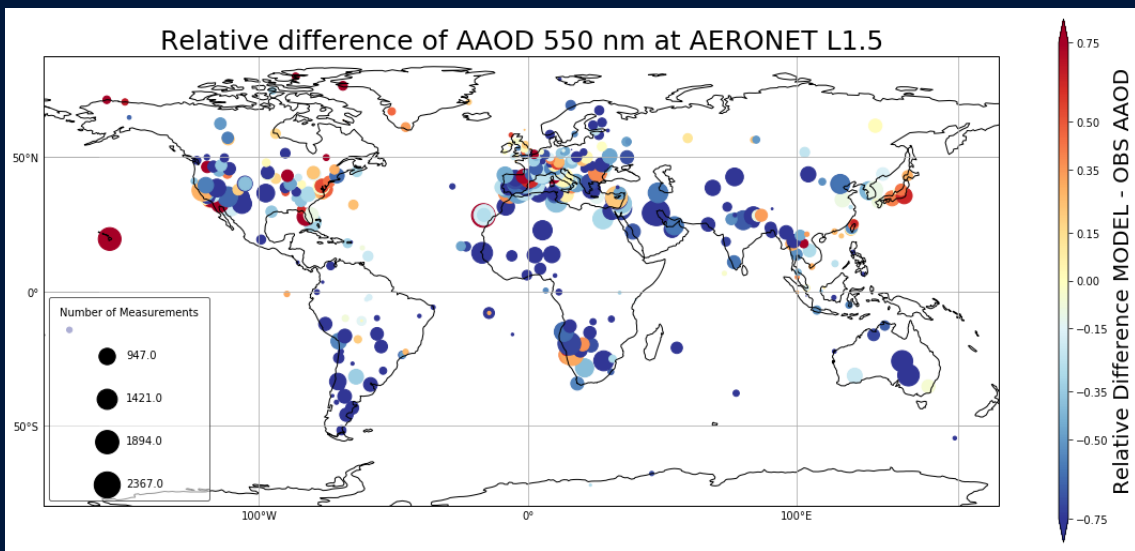 Relative difference of AAOD 550 nm at AERONET L1.5
50°N
0°
50°S
100°W
0°
100°E
Number of Measurements
947.0
1421.0
1894.0
2367.0
0.75
0.50
0.35
0.15
0.00
−0.15
−0.35
−0.50
−0.75
Relative Difference MODEL - OBS AAOD